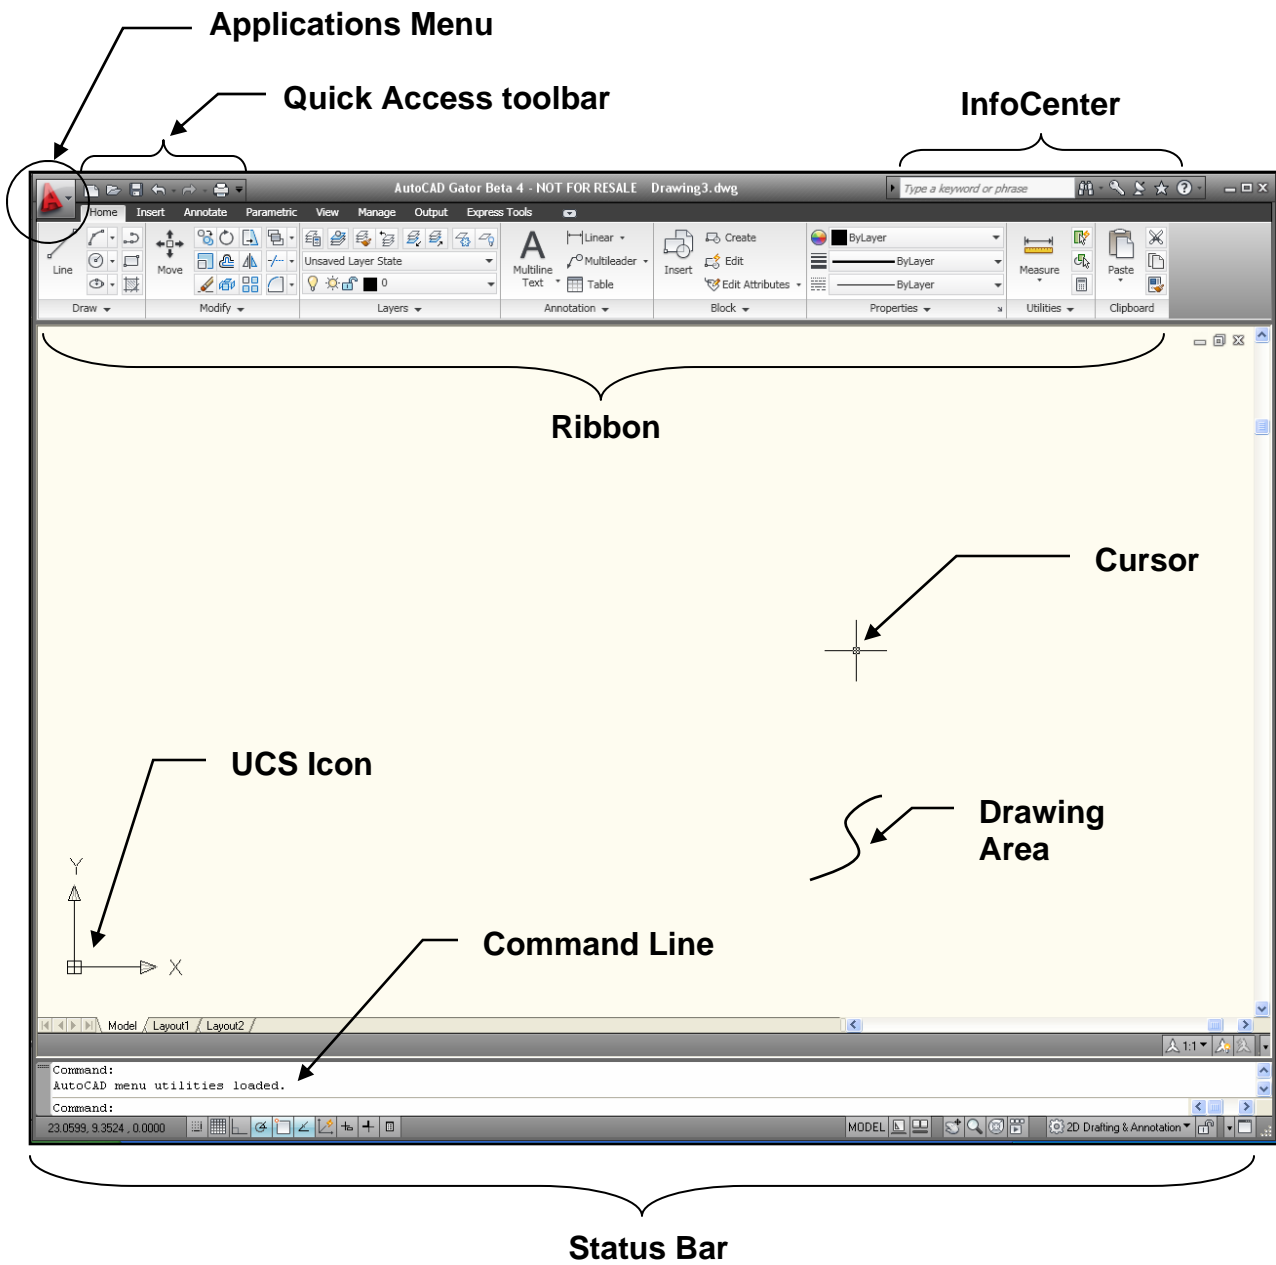 Applications Menu
Quick Access toolbar
InfoCenter
AutoCAD Gator Beta 4 - NOT FOR RESALE Drawing3.dwg
Type a keyword or phrase
Home Insert Annotate Parametric View Manage Output Express Tools
Linear Create ByLayer
Unsaved Layer State Multileader Edit ByLayer
Line Move Multiline Text Table Insert Edit Attributes ByLayer Measure Paste
0
Draw Modify Layers Annotation Block Properties Utilities Clipboard
Ribbon
Cursor
UCS Icon
Drawing
Area
Y
Command Line
X
Model Layout1 Layout2
1:1
Command:
AutoCAD menu utilities loaded.
Command:
23.0599, 9.3524 , 0.0000 MODEL 2D Drafting & Annotation
Status Bar